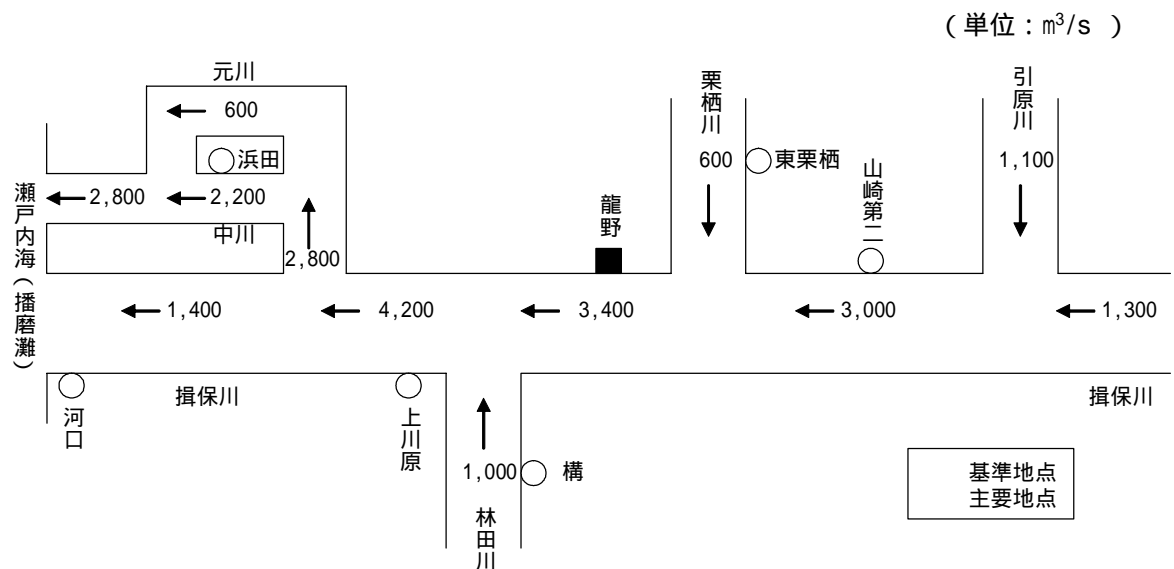 (単位：m³/s )
元川
600
浜田
2,800
2,200
中川
2,800
瀬戸内海(播磨灘)
栗栖川
600
東栗栖
引原川
1,100
山崎第二
龍野
1,400
4,200
3,400
3,000
1,300
揖保川
揖保川
河口
上川原
1,000
構
林田川
基準地点
主要地点